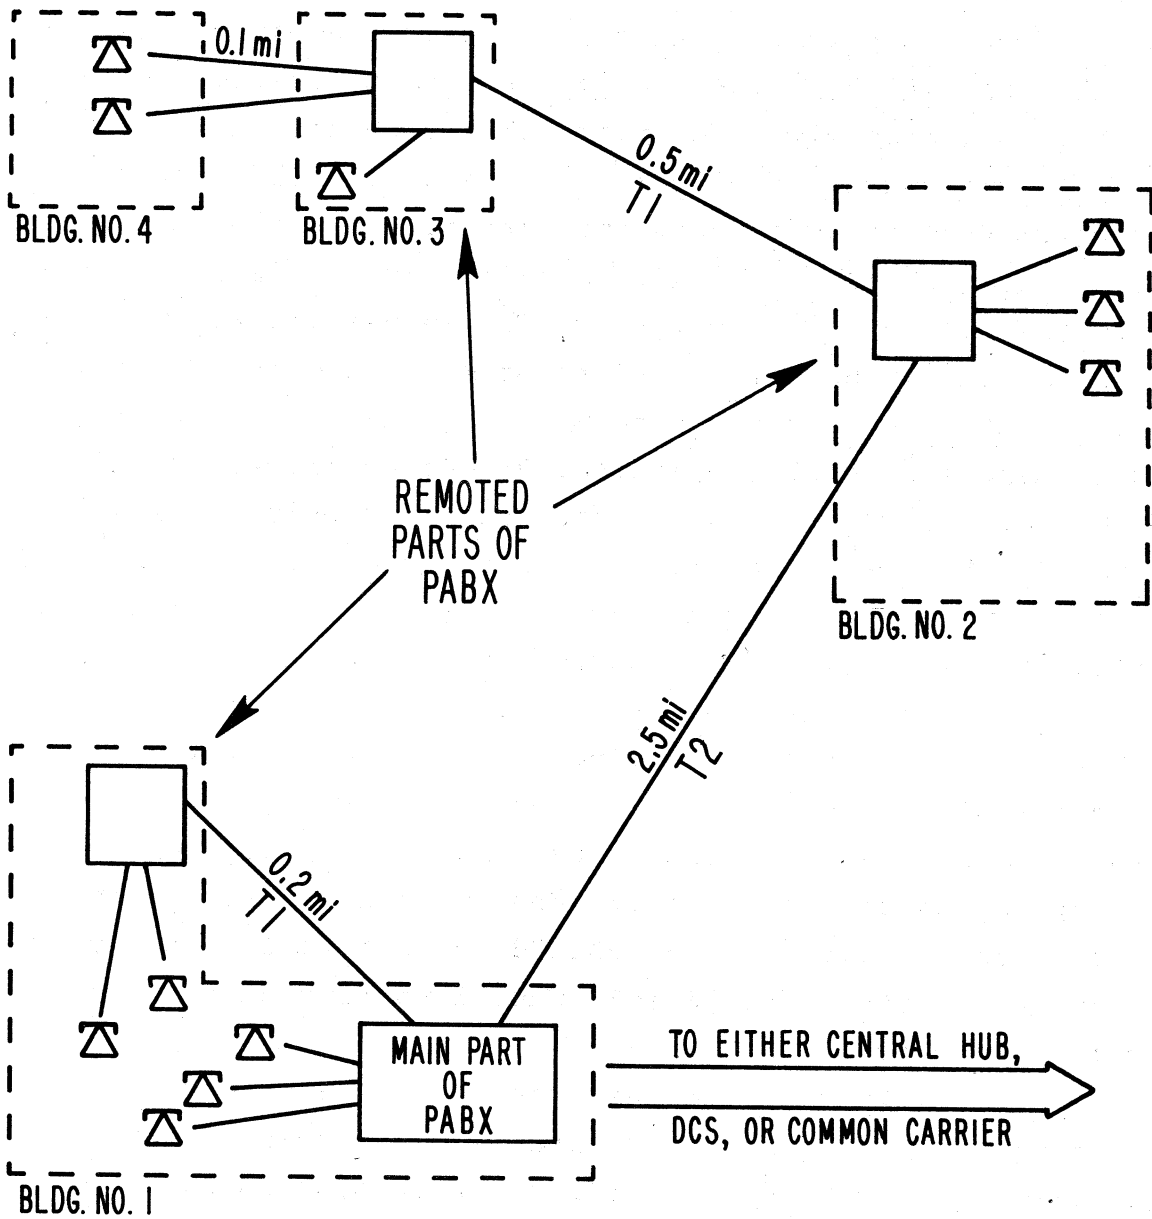 0.1 mi
BLDG. NO. 4
BLDG. NO. 3
0.5 mi
T1
REMOTED
PARTS OF
PABX
BLDG. NO. 2
2.5 mi
T2
0.2 mi
T1
MAIN PART
OF
PABX
TO EITHER CENTRAL HUB,
DCS, OR COMMON CARRIER
BLDG. NO. 1